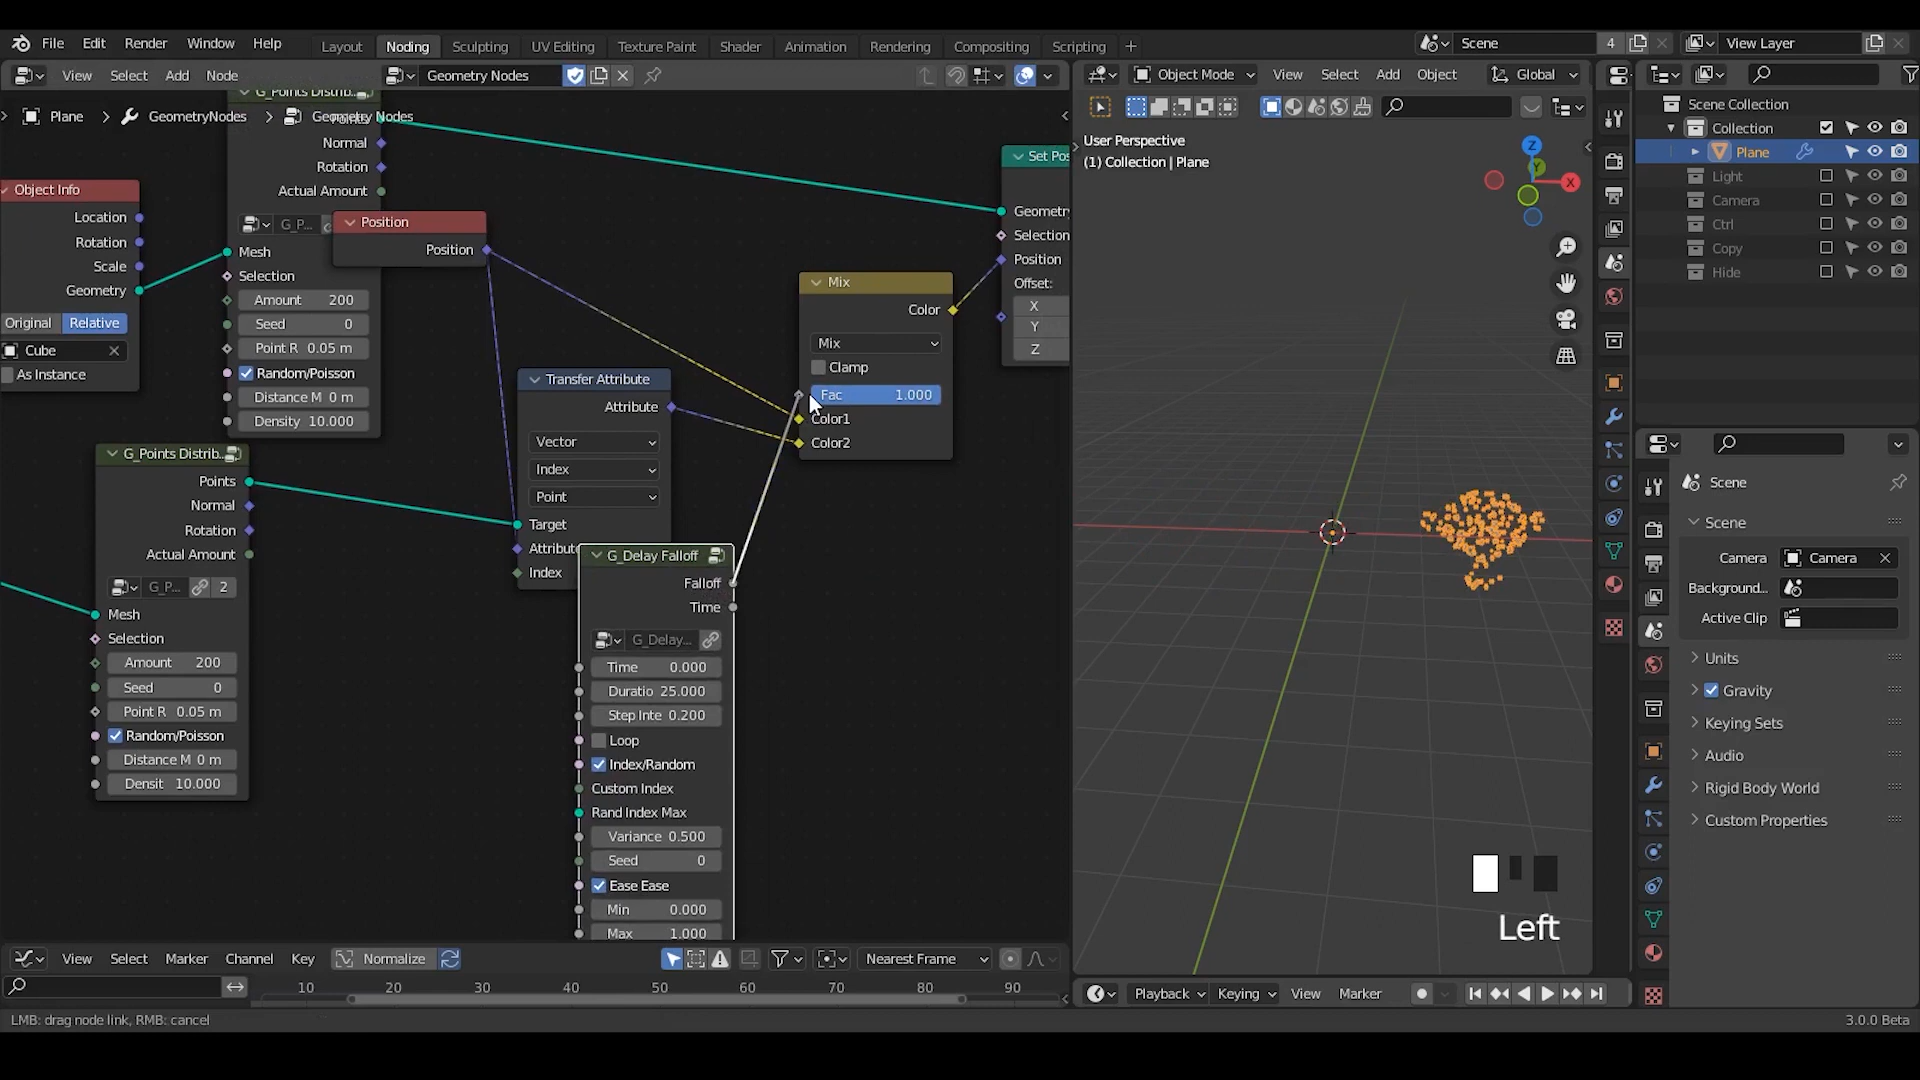 File Edit Render Window Help
Layout Noding Sculpting UV Editing Texture Paint Shader Animation Rendering Compositing Scripting +
Scene 4
View Layer
View Select Add Node
Geometry Nodes
Object Mode View Select Add Object Global
Plane > GeometryNodes > Geometry Nodes
G_Points Distrib...
Normal
Rotation
Actual Amount
G_P...
Mesh
Selection
Amount 200
Seed 0
Point R 0.05 m
Random/Poisson
Distance M 0 m
Density 10.000
Object Info
Location
Rotation
Scale
Geometry
Original Relative
Cube
As Instance
Position
Position
Transfer Attribute
Attribute
Vector
Index
Point
Target
Attribute
Index
Mix
Color
Mix
Clamp
Fac 1.000
Color1
Color2
Set Pos
Geometry
Selection
Position
Offset:
X
Y
Z
G_Points Distrib...
Points
Normal
Rotation
Actual Amount
G_P... 2
Mesh
Selection
Amount 200
Seed 0
Point R 0.05 m
Random/Poisson
Distance M 0 m
Densit 10.000
G_Delay Falloff
Falloff
Time
G_Delay...
Time 0.000
Duratio 25.000
Step Inte 0.200
Loop
Index/Random
Custom Index
Rand Index Max
Variance 0.500
Seed 0
Ease Ease
Min 0.000
Max 1.000
User Perspective
(1) Collection | Plane
Z
Y
X
Left
Scene Collection
Collection
Plane
Light
Camera
Ctrl
Copy
Hide
Scene
Scene
Camera Camera
Background...
Active Clip
Units
Gravity
Keying Sets
Audio
Rigid Body World
Custom Properties
View Select Marker Channel Key Normalize Nearest Frame
10 20 30 40 50 60 70 80 90
Playback Keying View Marker
LMB: drag node link, RMB: cancel
3.0.0 Beta